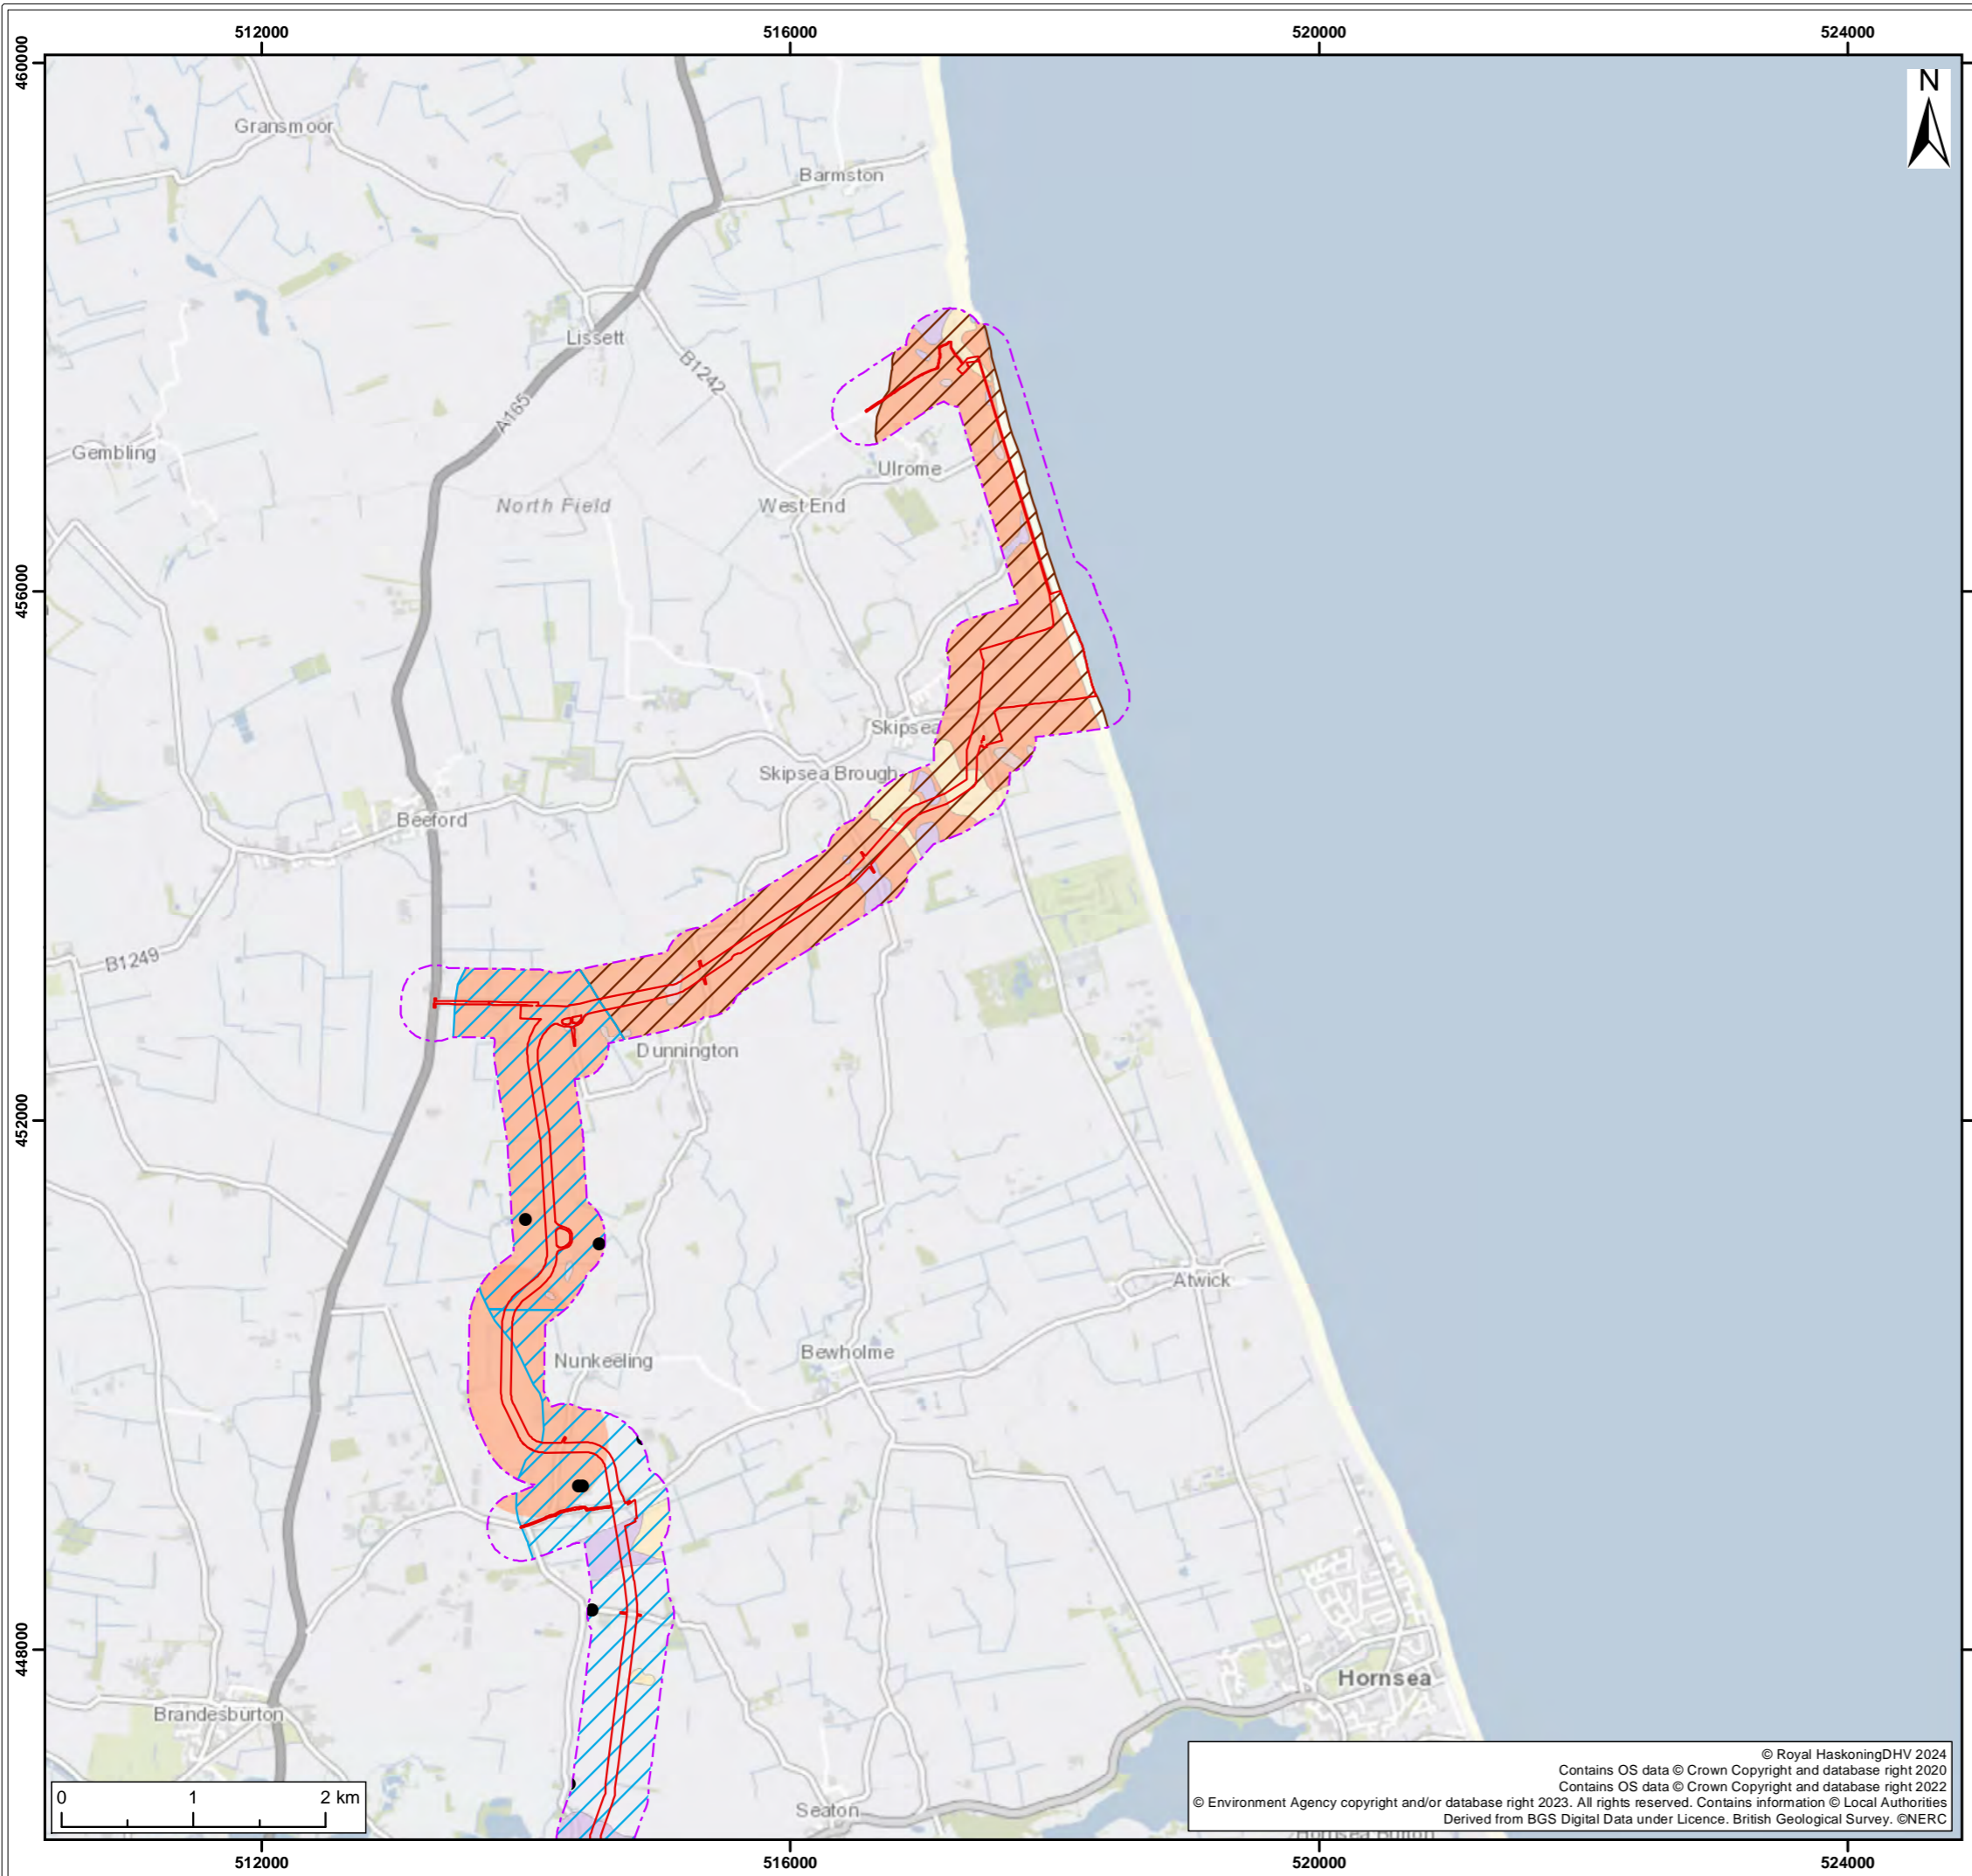 512000
516000
520000
524000
460000
N
Gransmoor
Barmston
Lissett
B1242
A165
Gembling
Ulrome
North Field
West End
456000
Skipsea
Skipsea Brough
Beeford
B1249
Dunnington
452000
Atwick
Nunkeeling
Bewholme
448000
Hornsea
Brandesburton
Seaton
0 1 2 km
© Royal HaskoningDHV 2024
Contains OS data © Crown Copyright and database right 2020
Contains OS data © Crown Copyright and database right 2022
© Environment Agency copyright and/or database right 2023. All rights reserved. Contains information © Local Authorities
Derived from BGS Digital Data under Licence. British Geological Survey. ©NERC
512000
516000
520000
524000